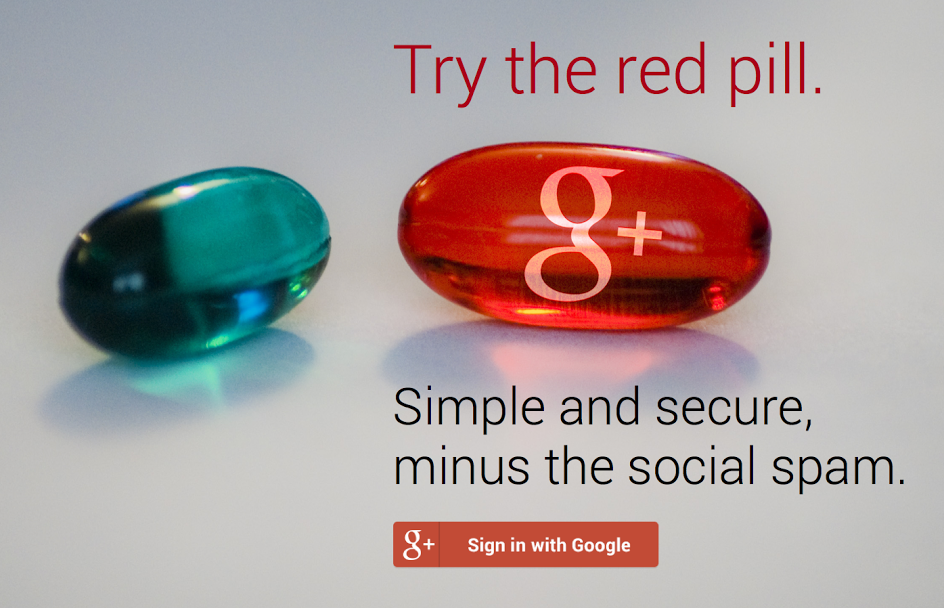 Try the red pill.
g+
Simple and secure,
minus the social spam.
g+ Sign in with Google